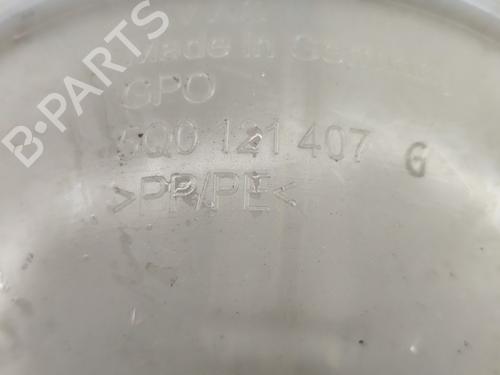 Made in Germany
GPO
6Q0 121 407 G
>PP/PE<
B-PARTS